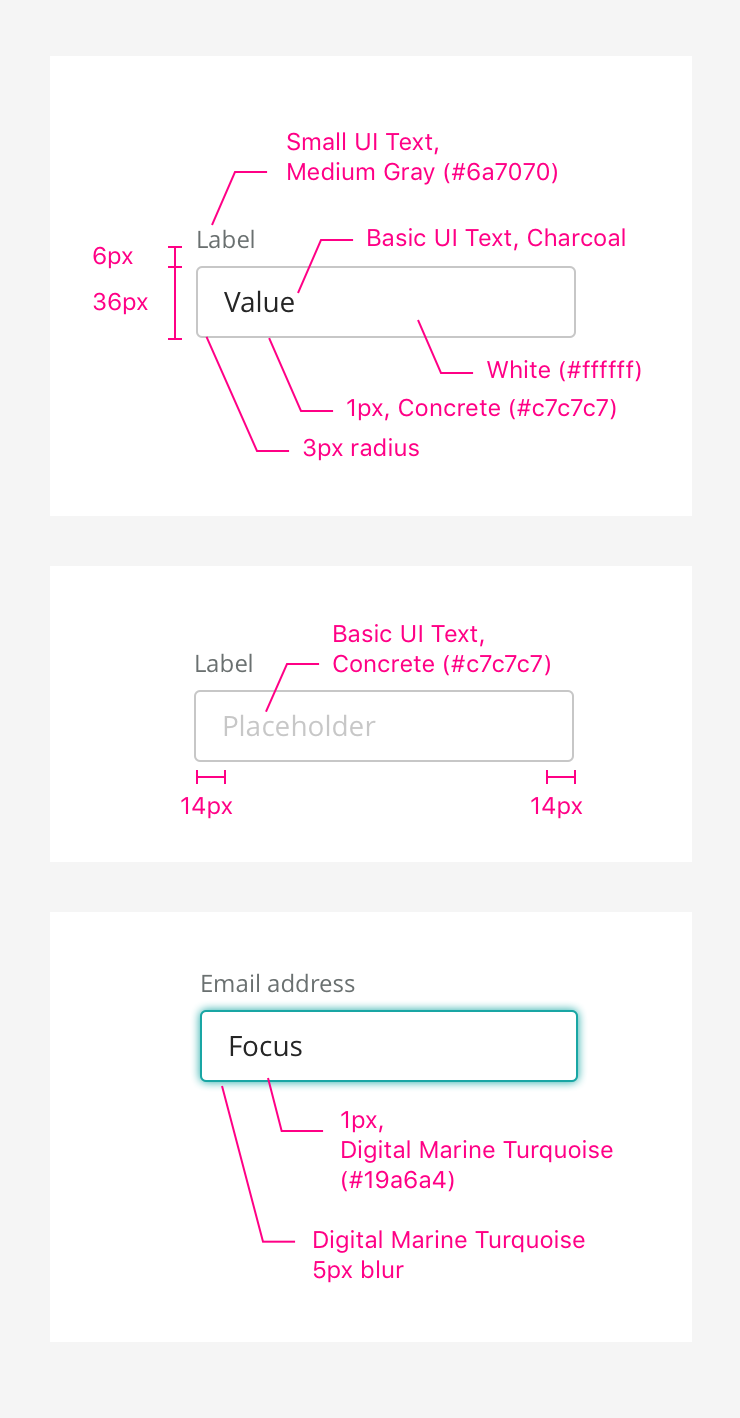 Small UI Text,
Medium Gray (#6a7070)
Label
Basic UI Text, Charcoal
6px
36px
Value
White (#ffffff)
1px, Concrete (#c7c7c7)
3px radius
Basic UI Text,
Concrete (#c7c7c7)
Label
Placeholder
14px
14px
Email address
Focus
1px,
Digital Marine Turquoise
(#19a6a4)
Digital Marine Turquoise
5px blur